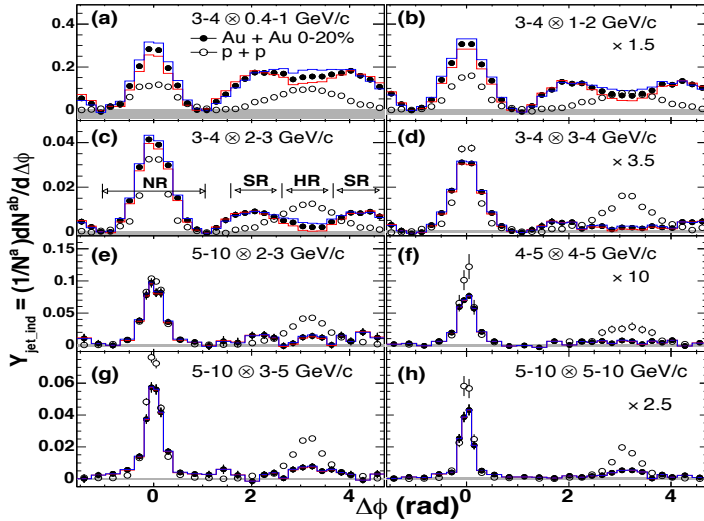 (a) 3-4 ⊗ 0.4-1 GeV/c
Au + Au 0-20%
p + p
(b) 3-4 ⊗ 1-2 GeV/c
× 1.5
0.4
0.2
0
(c) 3-4 ⊗ 2-3 GeV/c
NR SR HR SR
(d) 3-4 ⊗ 3-4 GeV/c
× 3.5
0.04
0.02
0
(e) 5-10 ⊗ 2-3 GeV/c
(f) 4-5 ⊗ 4-5 GeV/c
× 10
0.15
0.1
0.05
0
(g) 5-10 ⊗ 3-5 GeV/c
(h) 5-10 ⊗ 5-10 GeV/c
× 2.5
0.06
0.04
0.02
0
0 2 4 0 2 4
Δϕ (rad)
Y jet_ind = (1/Nᵃ )dNᵃᵇ/d Δϕ